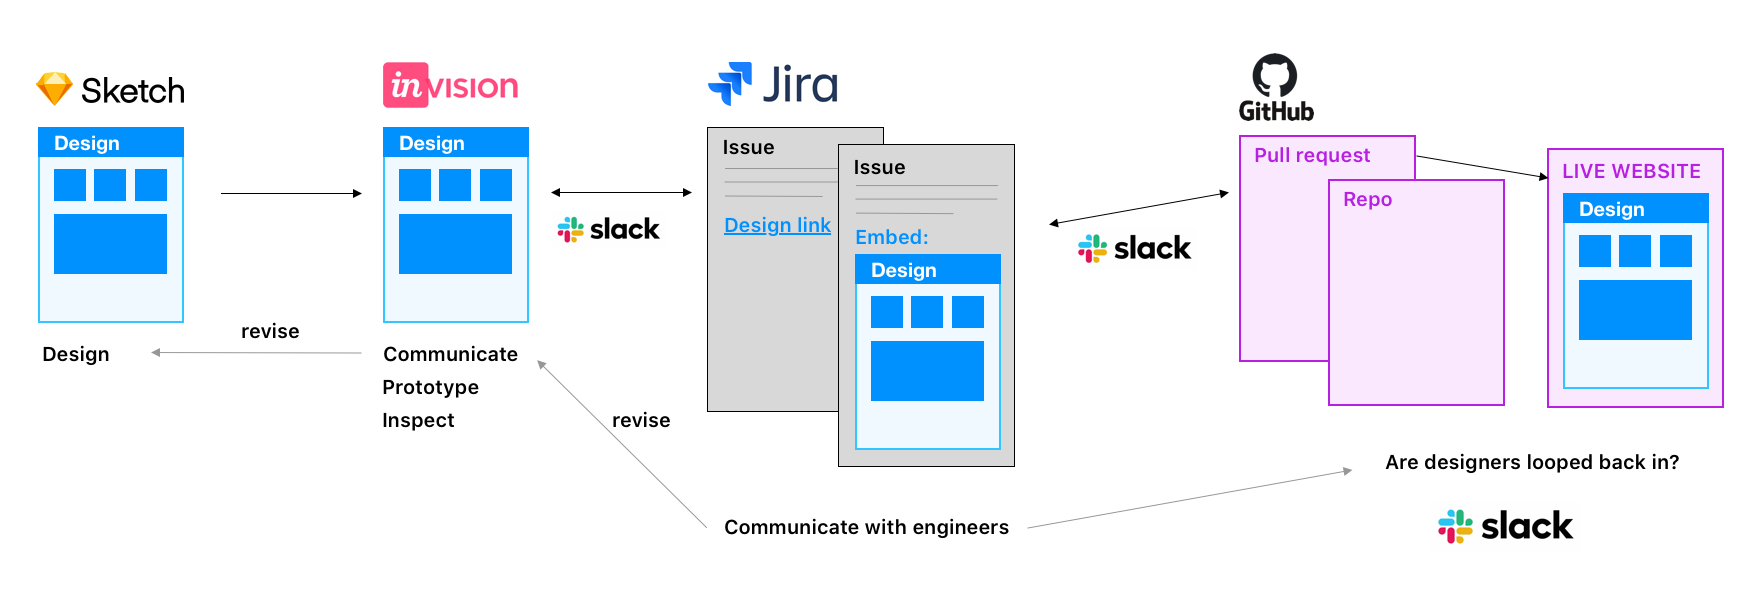 Sketch
Design
Design
revise
invision
Design
Communicate
Prototype
Inspect
slack
revise
Jira
Issue
Design link
Issue
Embed:
Design
Communicate with engineers
slack
GitHub
Pull request
Repo
LIVE WEBSITE
Design
Are designers looped back in?
slack